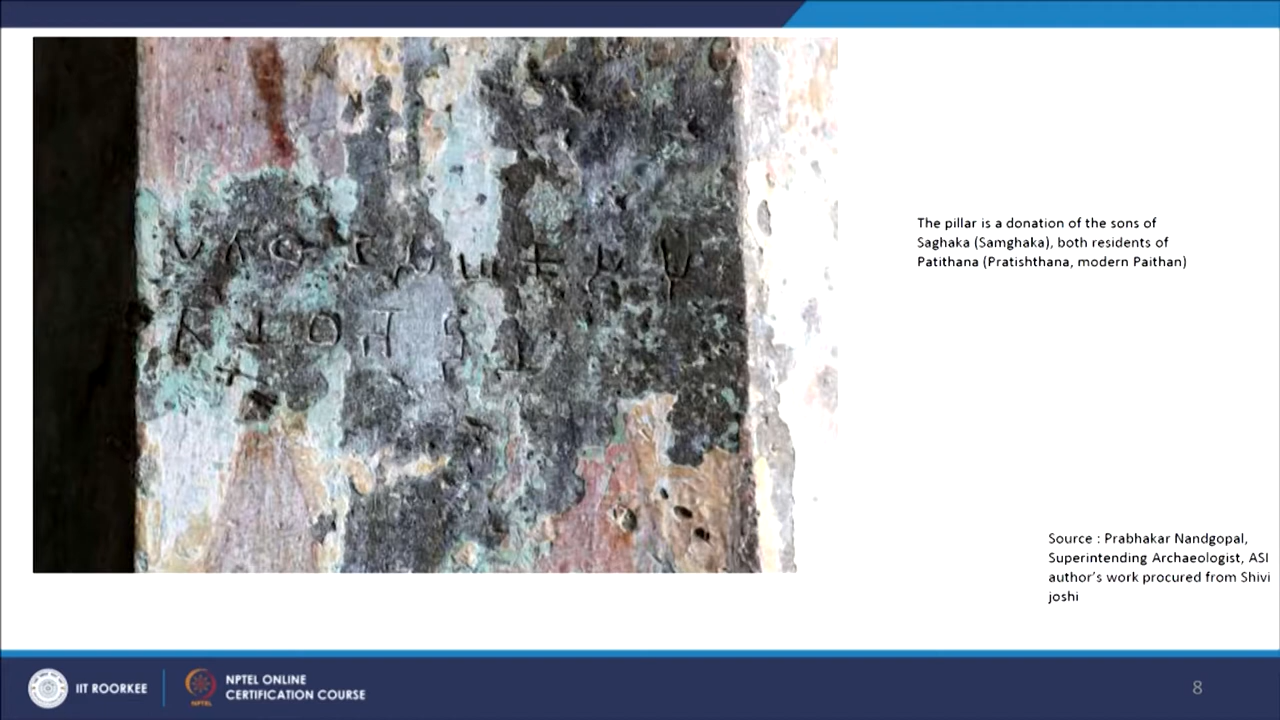 The pillar is a donation of the sons of
Saghaka (Samghaka), both residents of
Patithana (Pratishthana, modern Paithan)
Source : Prabhakar Nandgopal,
Superintending Archaeologist, ASI
author's work procured from Shivi
joshi
IIT ROORKEE
NPTEL ONLINE
CERTIFICATION COURSE
NPTEL
8